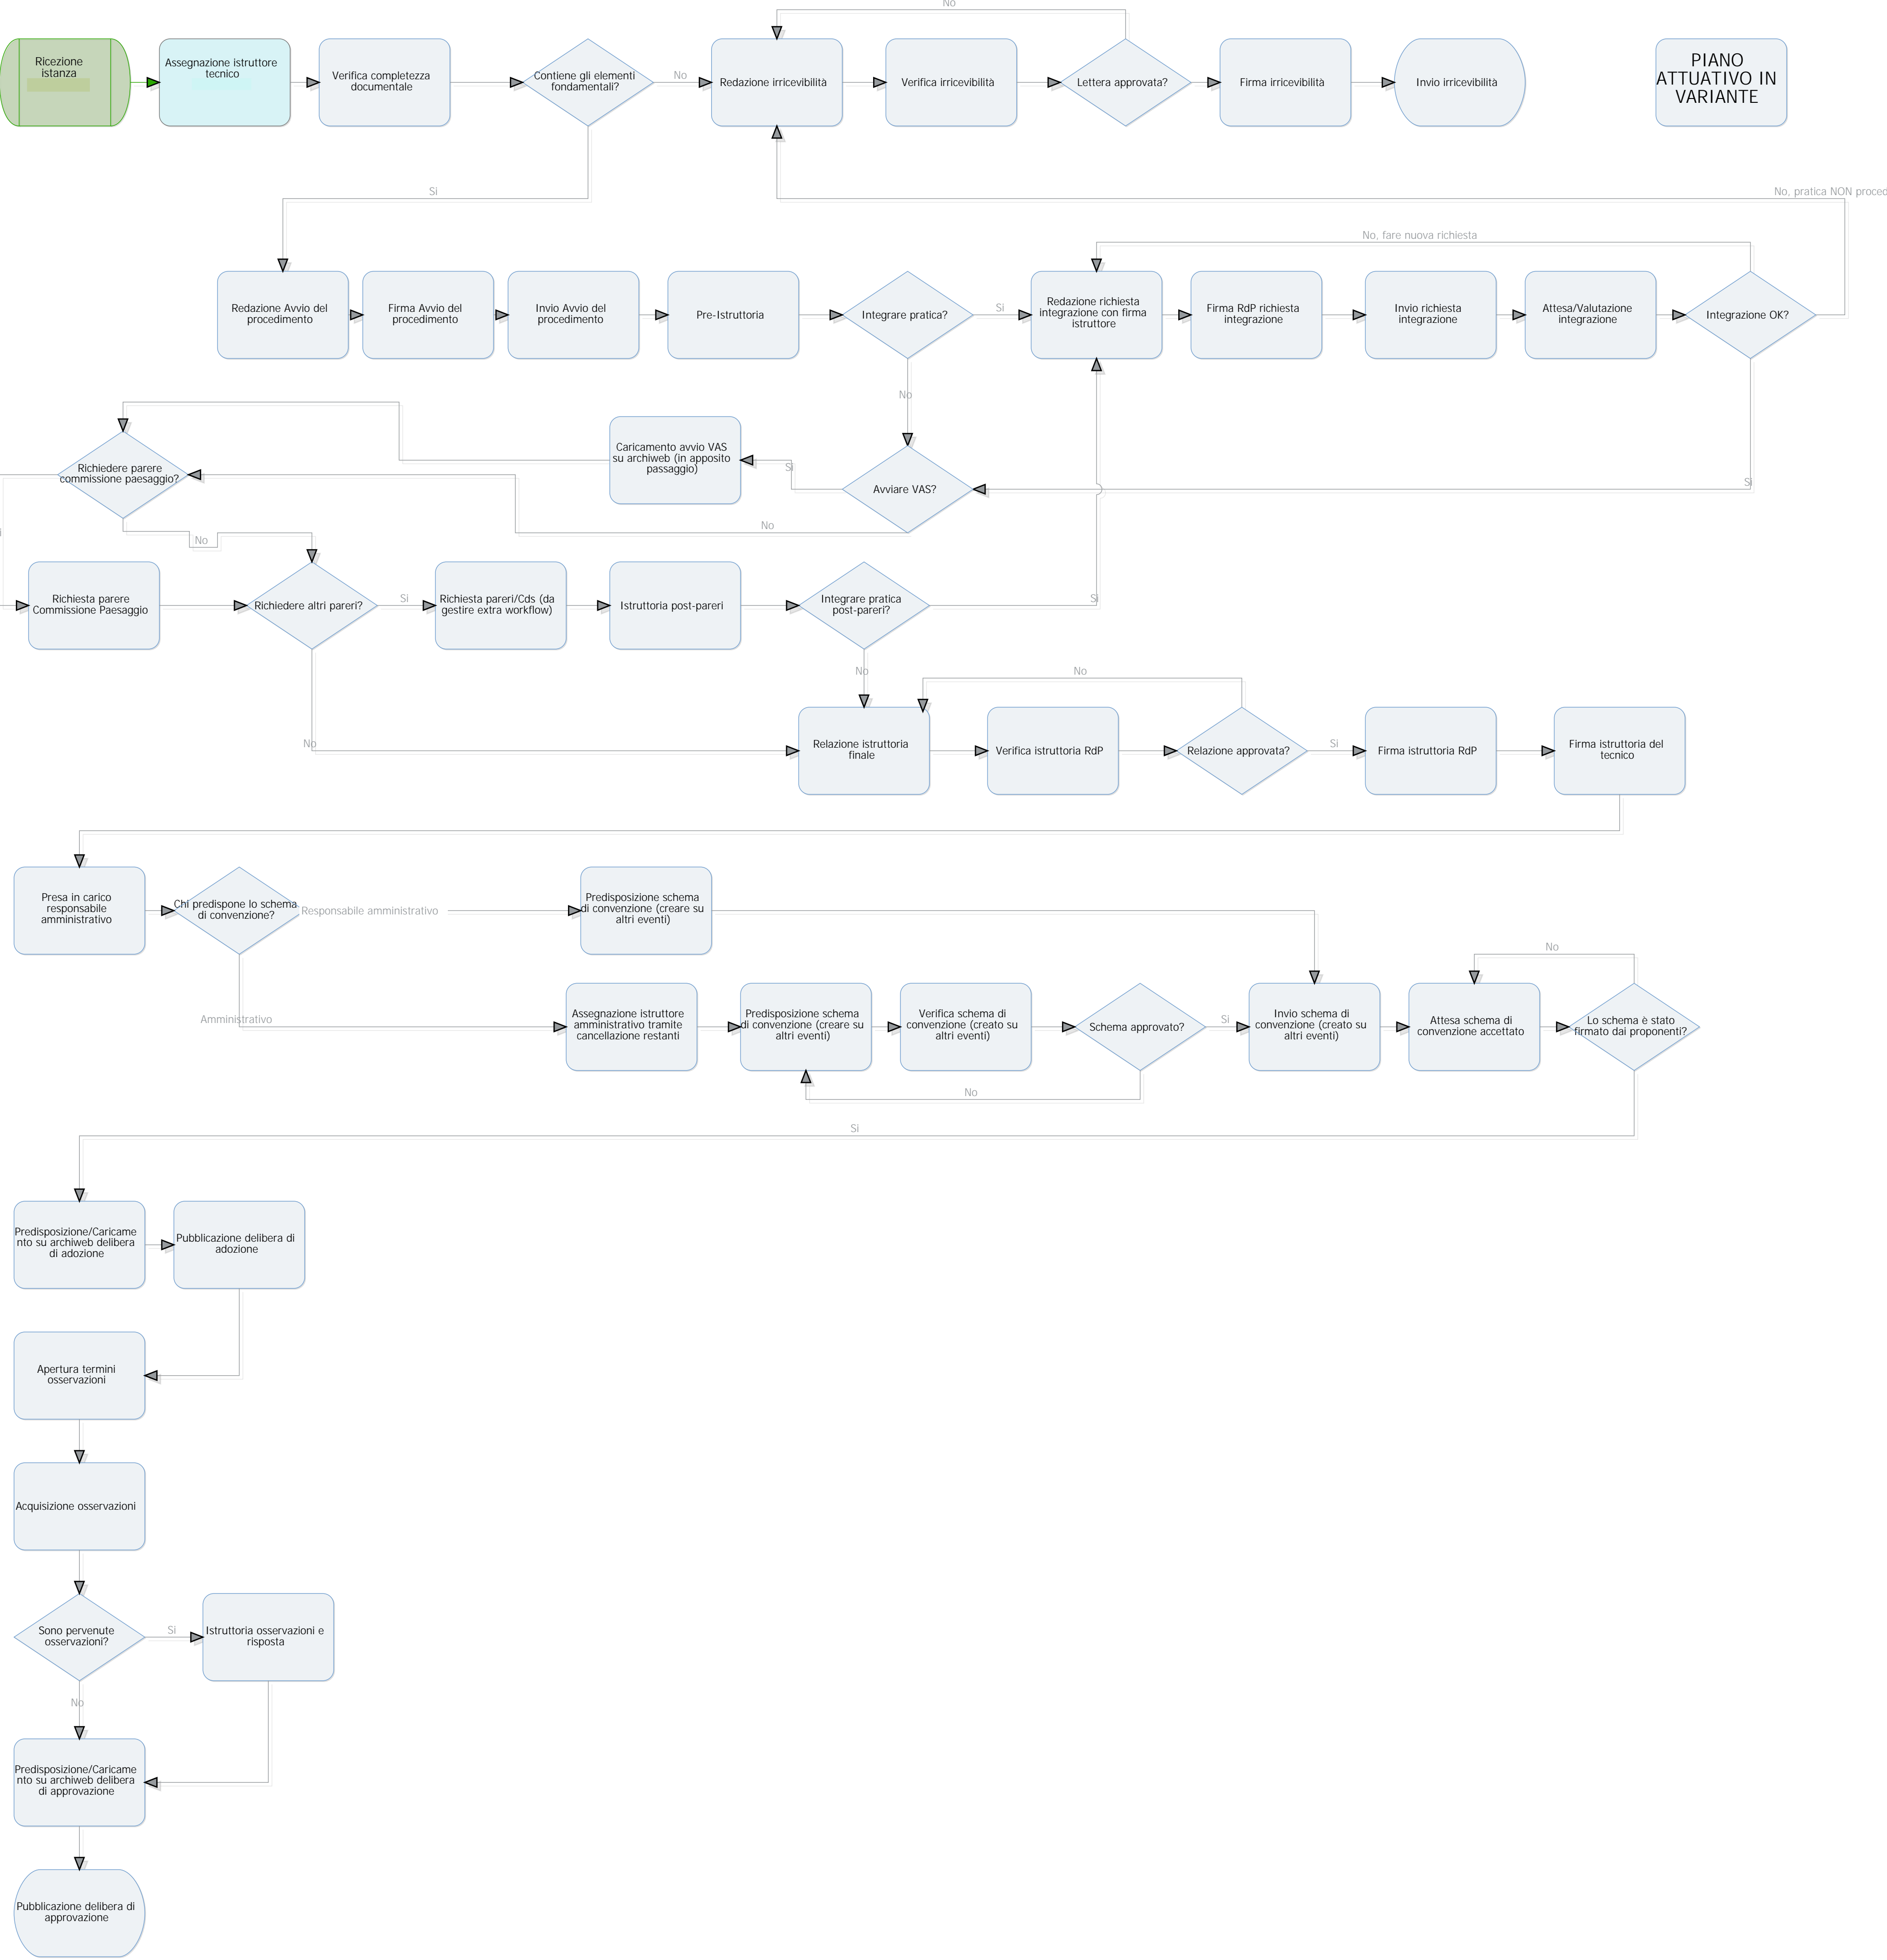 No
Ricezione
istanza
Assegnazione istruttore
tecnico
Verifica completezza
documentale
Contiene gli elementi
fondamentali?
No
Redazione irricevibilità
Verifica irricevibilità
Lettera approvata?
Firma irricevibilità
Invio irricevibilità
PIANO
ATTUATIVO IN
VARIANTE
Si
No, pratica NON proced
No, fare nuova richiesta
Redazione Avvio del
procedimento
Firma Avvio del
procedimento
Invio Avvio del
procedimento
Pre-Istruttoria
Integrare pratica?
Si
Redazione richiesta
integrazione con firma
istruttore
Firma RdP richiesta
integrazione
Invio richiesta
integrazione
Attesa/Valutazione
integrazione
Integrazione OK?
No
Richiedere parere
commissione paesaggio?
Caricamento avvio VAS
su archiweb (in apposito
passaggio)
Si
Avviare VAS?
Si
No
No
Richiesta parere
Commissione Paesaggio
Richiedere altri pareri?
Si
Richiesta pareri/Cds (da
gestire extra workflow)
Istruttoria post-pareri
Integrare pratica
post-pareri?
Si
No
No
No
Relazione istruttoria
finale
Verifica istruttoria RdP
Relazione approvata?
Si
Firma istruttoria RdP
Firma istruttoria del
tecnico
Presa in carico
responsabile
amministrativo
Chi predispone lo schema
di convenzione?
Responsabile amministrativo
Predisposizione schema
di convenzione (creare su
altri eventi)
No
Amministrativo
Assegnazione istruttore
amministrativo tramite
cancellazione restanti
Predisposizione schema
di convenzione (creare su
altri eventi)
Verifica schema di
convenzione (creato su
altri eventi)
Schema approvato?
Si
Invio schema di
convenzione (creato su
altri eventi)
Attesa schema di
convenzione accettato
Lo schema è stato
firmato dai proponenti?
No
Si
Predisposizione/Caricame
nto su archiweb delibera
di adozione
Pubblicazione delibera di
adozione
Apertura termini
osservazioni
Acquisizione osservazioni
Sono pervenute
osservazioni?
Si
Istruttoria osservazioni e
risposta
No
Predisposizione/Caricame
nto su archiweb delibera
di approvazione
Pubblicazione delibera di
approvazione